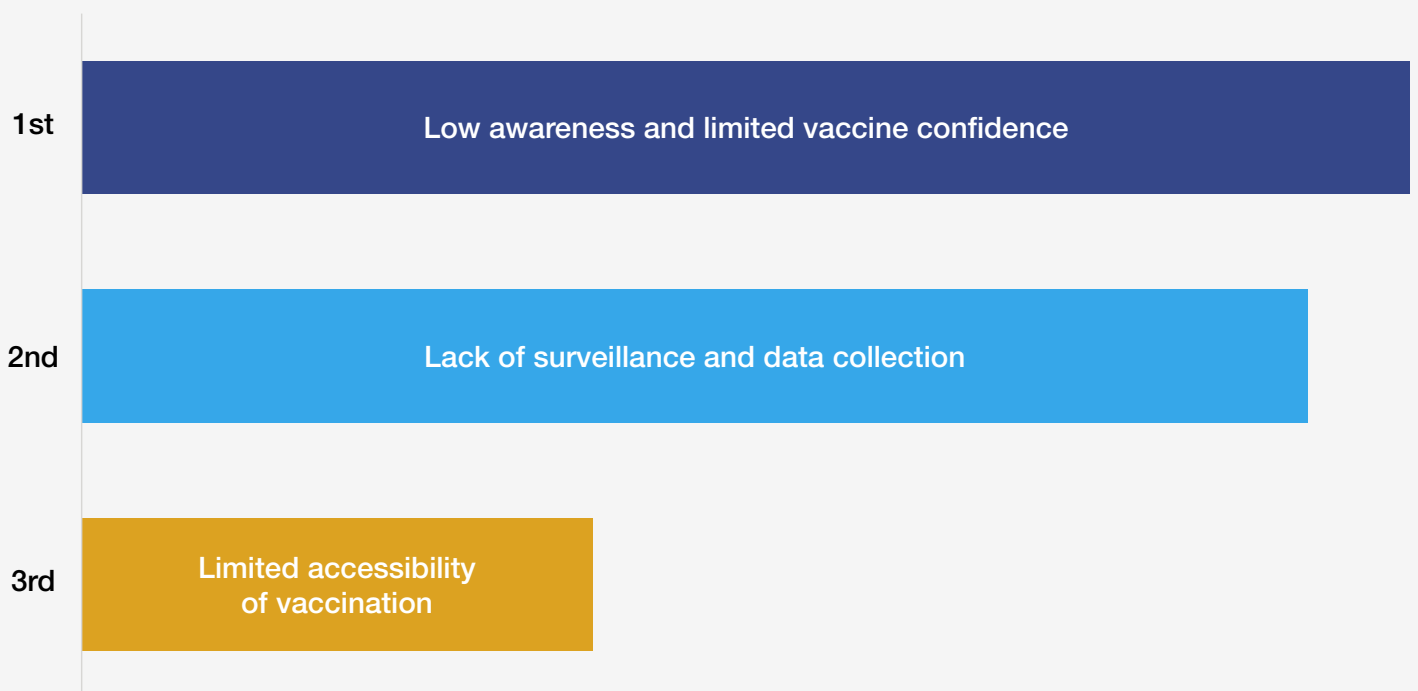 1st
Low awareness and limited vaccine confidence
2nd
Lack of surveillance and data collection
3rd
Limited accessibility
of vaccination